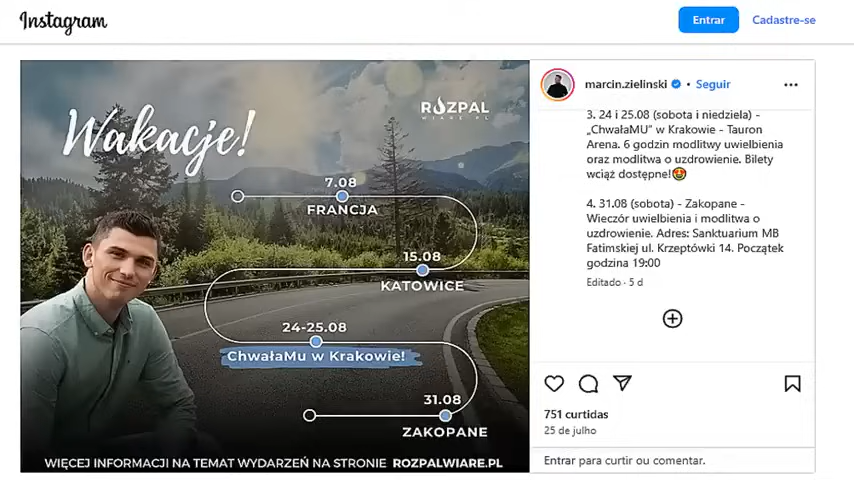 Instagram
Entrar
Cadastre-se
Wakacje!
ROZPAL
WIARE.PL
7.08
FRANCJA
15.08
KATOWICE
24-25.08
ChwałaMu w Krakowie!
31.08
ZAKOPANE
WIĘCEJ INFORMACJI NA TEMAT WYDARZEŃ NA STRONIE ROZPALWIARE.PL
marcin.zielinski • Seguir
3. 24 i 25.08 (sobota i niedziela) -
„ChwałaMU” w Krakowie - Tauron
Arena. 6 godzin modlitwy uwielbienia
oraz modlitwa o uzdrowienie. Bilety
wciąż dostępne!🤩
4. 31.08 (sobota) - Zakopane -
Wieczór uwielbienia i modlitwa o
uzdrowienie. Adres: Sanktuarium MB
Fatimskiej ul. Krzeptówki 14. Początek
godzina 19:00
Editado · 5 d
751 curtidas
25 de julho
Entrar para curtir ou comentar.